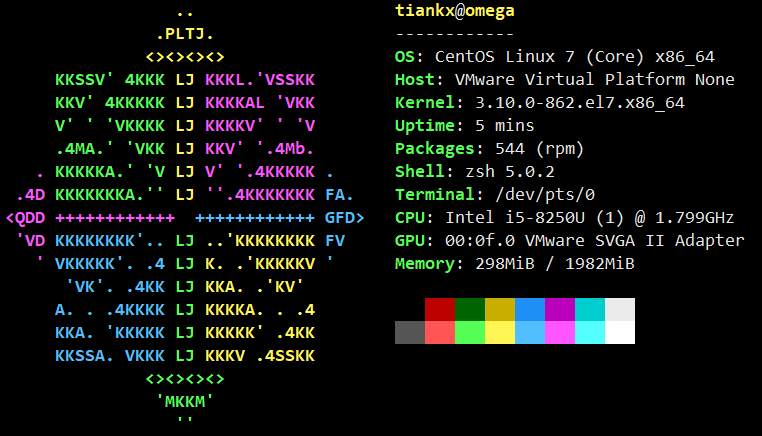 ..
.PLTJ.
<><><><>
KKSSV' 4KKK LJ KKKL.'VSSKK
KKV' 4KKKKK LJ KKKKAL 'VKK
V' ' 'VKKKK LJ KKKKV' ' 'V
.4MA.' 'VKK LJ KKV' '.4Mb.
. KKKKKA.' 'V LJ V' '.4KKKKK .
.4D KKKKKKKA.'' LJ ''.4KKKKKKK FA.
<QDD ++++++++++++ ++++++++++++ GFD>
'VD KKKKKKKK'.. LJ ..'KKKKKKKK FV
' VKKKKK'. .4 LJ K. .'KKKKKV '
'VK'. .4KK LJ KKA. .'KV'
A. . .4KKKK LJ KKKKA. . .4
KKA. 'KKKKK LJ KKKKK' .4KK
KKSSA. VKKK LJ KKKV .4SSKK
<><><><>
'MKKM'
''
tiankx@omega
------------
OS: CentOS Linux 7 (Core) x86_64
Host: VMware Virtual Platform None
Kernel: 3.10.0-862.el7.x86_64
Uptime: 5 mins
Packages: 544 (rpm)
Shell: zsh 5.0.2
Terminal: /dev/pts/0
CPU: Intel i5-8250U (1) @ 1.799GHz
GPU: 00:0f.0 VMware SVGA II Adapter
Memory: 298MiB / 1982MiB